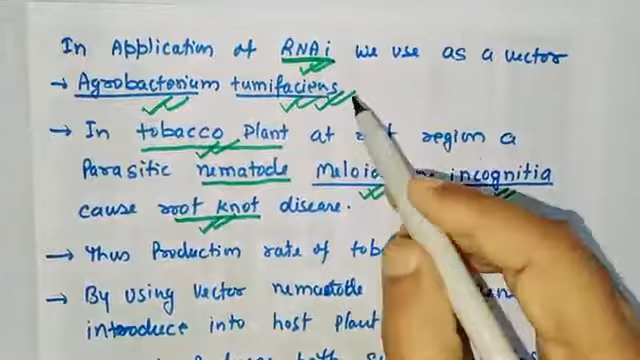 In Application of RNAi we use as a vector
→ Agrobacterium tumifaciens
→ In tobacco Plant at region a
Parasitic nematode incognitia
cause root knot disease.
→ Thus Production rate of
→ By using vector nematode
introduce into host Plant